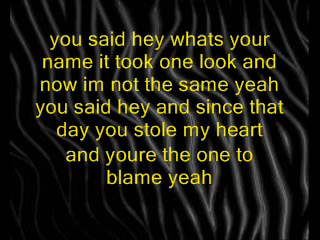 you said hey whats your
name it took one look and
now im not the same yeah
you said hey and since that
day you stole my heart
and youre the one to
blame yeah